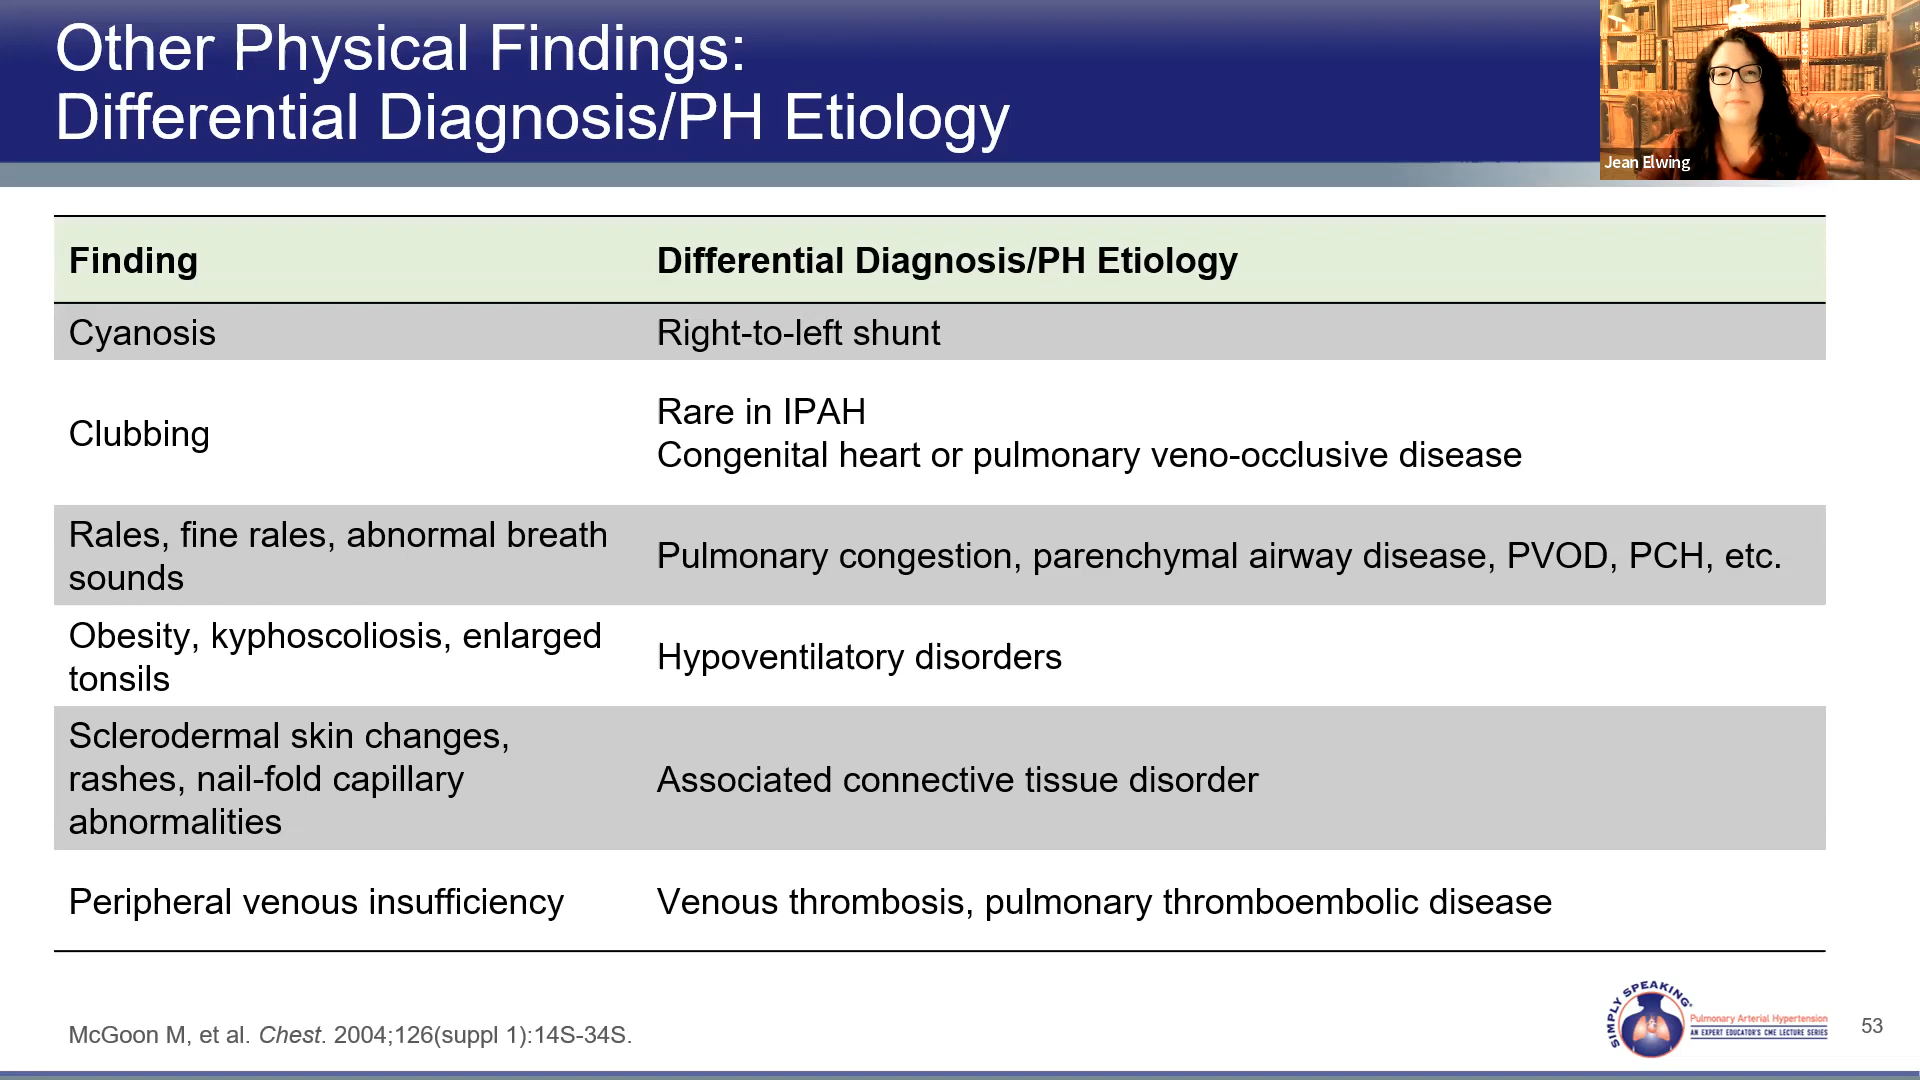 Other Physical Findings:
Differential Diagnosis/PH Etiology
Jean Elwing
Finding
Differential Diagnosis/PH Etiology
Cyanosis
Right-to-left shunt
Clubbing
Rare in IPAH
Congenital heart or pulmonary veno-occlusive disease
Rales, fine rales, abnormal breath
sounds
Pulmonary congestion, parenchymal airway disease, PVOD, PCH, etc.
Obesity, kyphoscoliosis, enlarged
tonsils
Hypoventilatory disorders
Sclerodermal skin changes,
rashes, nail-fold capillary
abnormalities
Associated connective tissue disorder
Peripheral venous insufficiency
Venous thrombosis, pulmonary thromboembolic disease
McGoon M, et al. Chest. 2004;126(suppl 1):14S-34S.
SIMPLY SPEAKING®
Pulmonary Arterial Hypertension
AN EXPERT EDUCATOR'S CME LECTURE SERIES
53